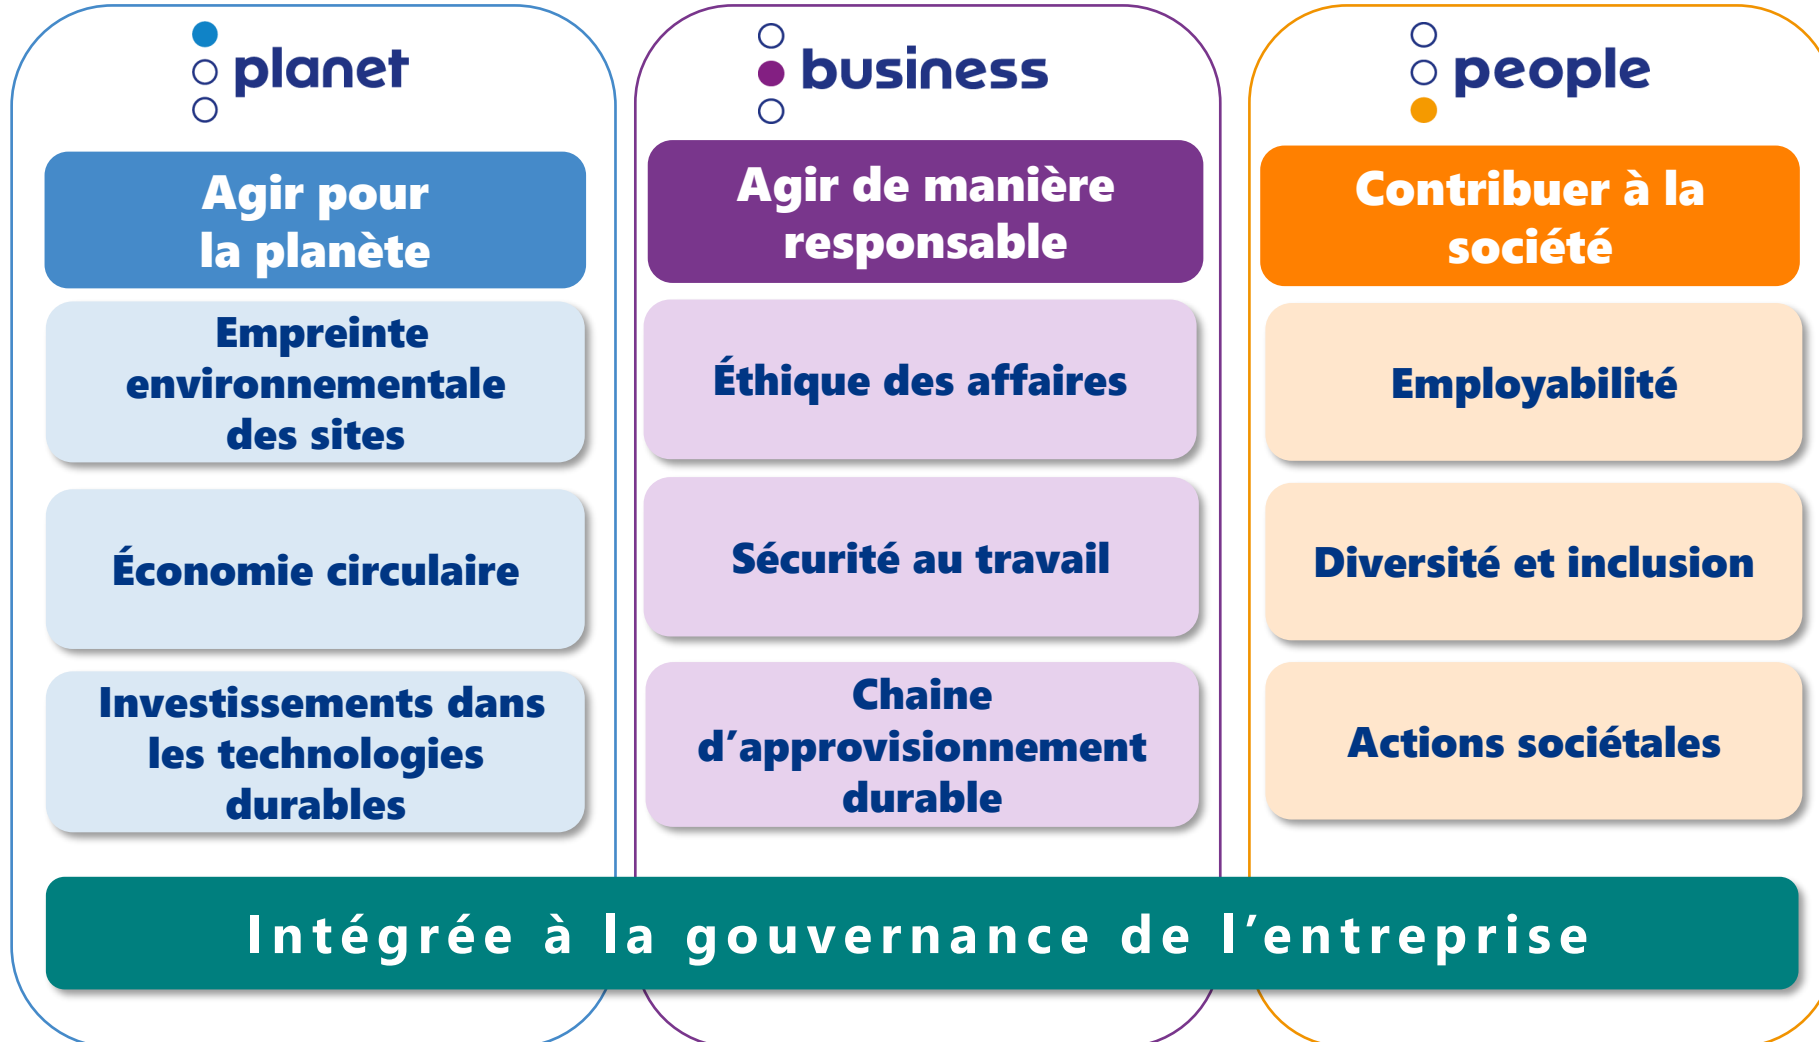 planet
Agir pour
la planète
Empreinte
environnementale
des sites
Économie circulaire
Investissements dans
les technologies
durables
business
Agir de manière
responsable
Éthique des affaires
Sécurité au travail
Chaine
d’approvisionnement
durable
people
Contribuer à la
société
Employabilité
Diversité et inclusion
Actions sociétales
Intégrée à la gouvernance de l’entreprise